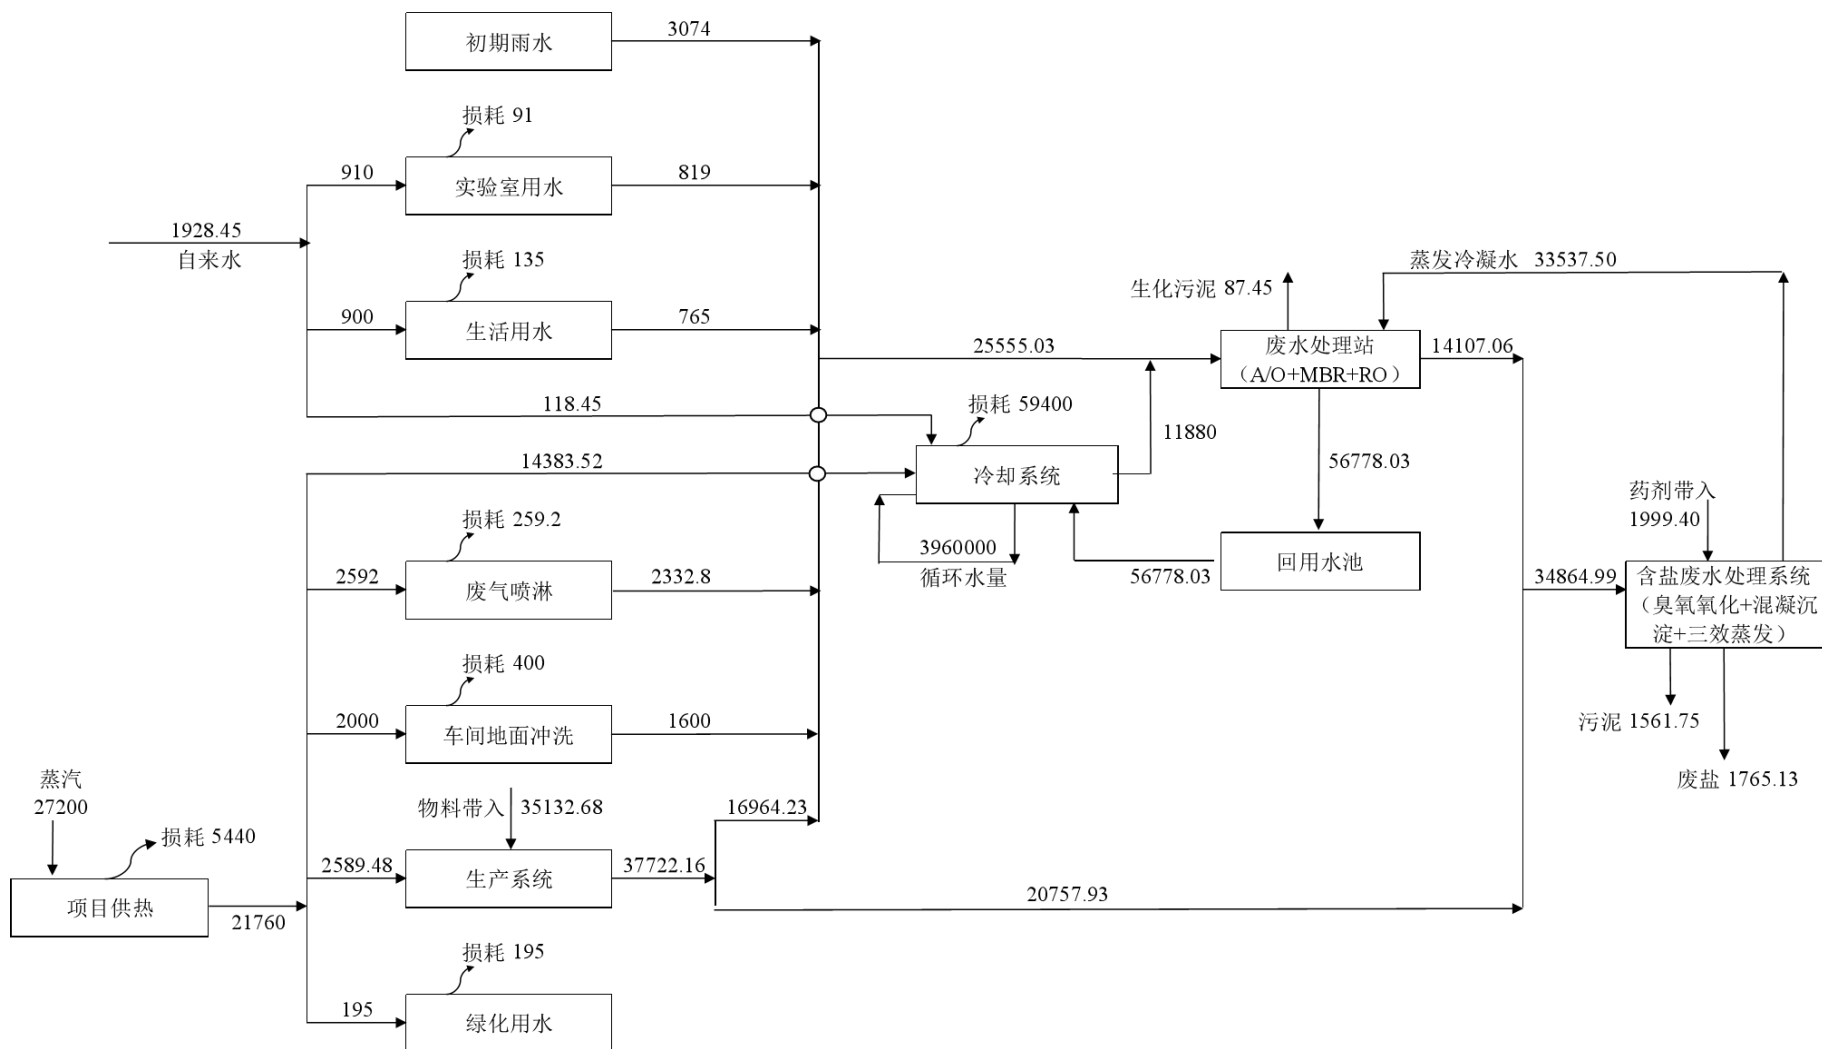 初期雨水
3074
损耗 91
910
实验室用水
819
1928.45
自来水
损耗 135
900
生活用水
765
118.45
14383.52
损耗 259.2
2592
废气喷淋
2332.8
损耗 400
2000
车间地面冲洗
1600
蒸汽
27200
损耗 5440
项目供热
21760
物料带入
35132.68
2589.48
生产系统
37722.16
16964.23
20757.93
损耗 195
195
绿化用水
25555.03
损耗 59400
冷却系统
11880
3960000
循环水量
56778.03
生化污泥 87.45
蒸发冷凝水 33537.50
废水处理站
（A/O+MBR+RO）
14107.06
56778.03
回用水池
药剂带入
1999.40
34864.99
含盐废水处理系统
（臭氧氧化+混凝沉
淀+三效蒸发）
污泥 1561.75
废盐 1765.13